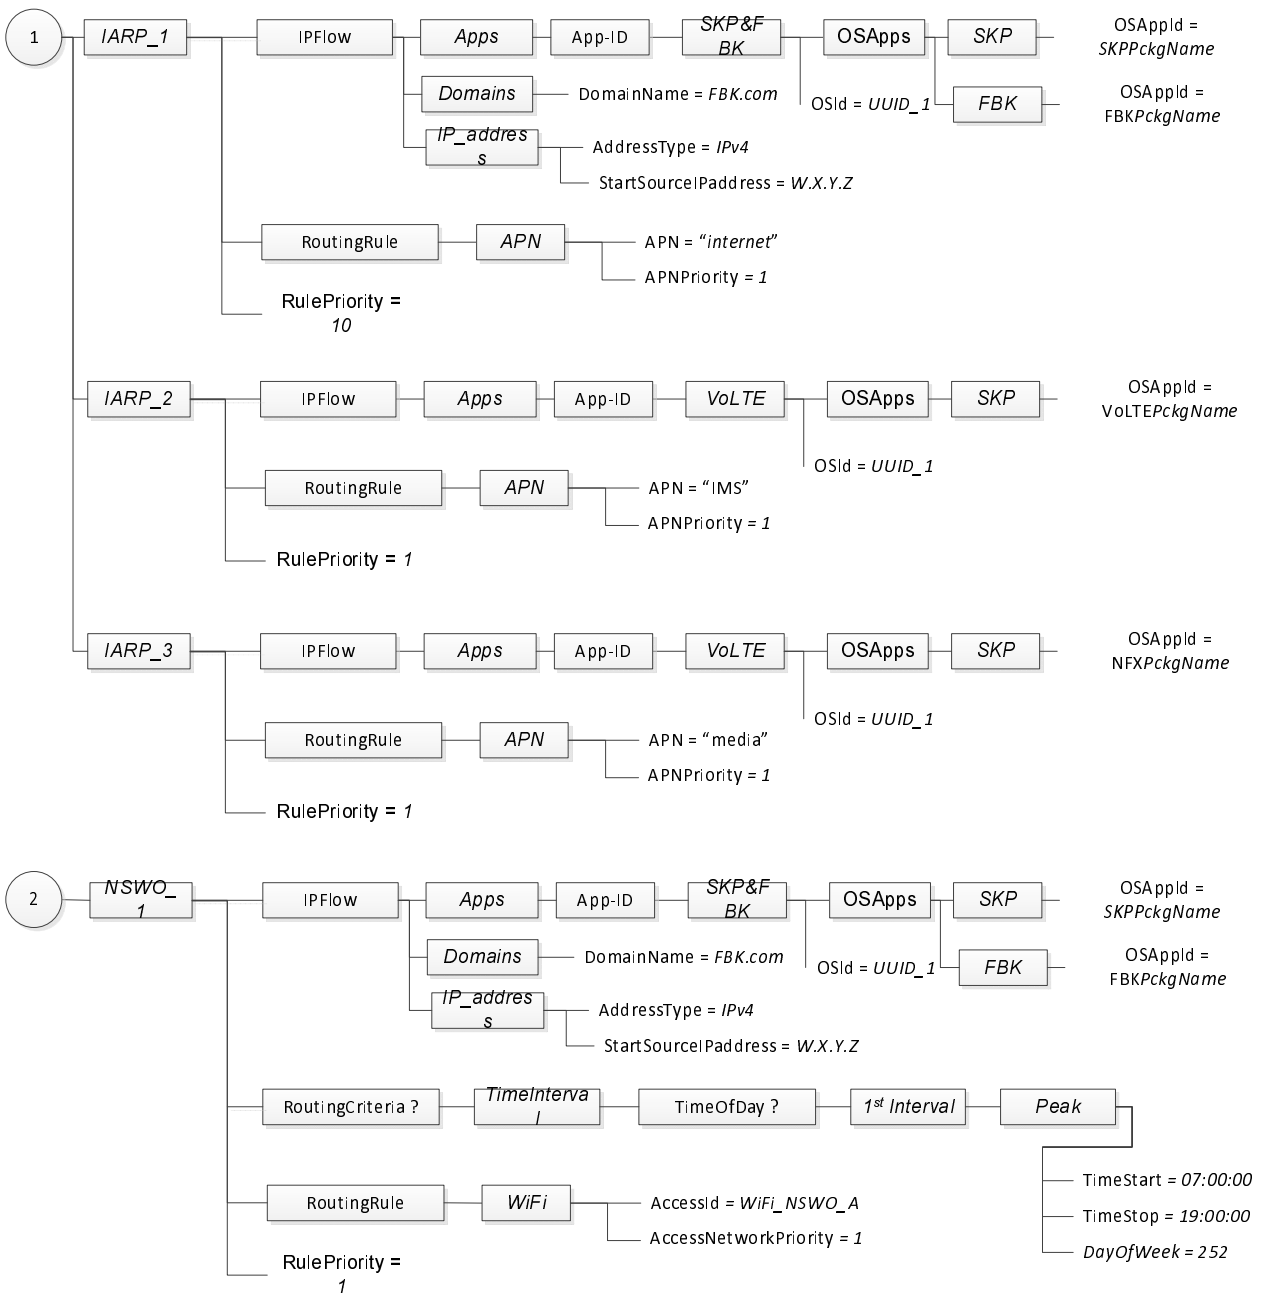 1
IARP_1
IPFlow
Apps
App-ID
SKP&F
BK
OSApps
SKP
OSAppId =
SKPPckgName
Domains
DomainName = FBK.com
OSId = UUID_1
FBK
OSAppId =
FBKPckgName
IP_addres
s
AddressType = IPv4
StartSourceIPaddress = W.X.Y.Z
RoutingRule
APN
APN = “internet”
APNPriority = 1
RulePriority =
10
IARP_2
IPFlow
Apps
App-ID
VoLTE
OSApps
SKP
OSAppId =
VoLTEPckgName
OSId = UUID_1
RoutingRule
APN
APN = “IMS”
APNPriority = 1
RulePriority = 1
IARP_3
IPFlow
Apps
App-ID
VoLTE
OSApps
SKP
OSAppId =
NFXPckgName
OSId = UUID_1
RoutingRule
APN
APN = “media”
APNPriority = 1
RulePriority = 1
2
NSWO_
1
IPFlow
Apps
App-ID
SKP&F
BK
OSApps
SKP
OSAppId =
SKPPckgName
Domains
DomainName = FBK.com
OSId = UUID_1
FBK
OSAppId =
FBKPckgName
IP_addres
s
AddressType = IPv4
StartSourceIPaddress = W.X.Y.Z
RoutingCriteria ?
TimeInterva
l
TimeOfDay ?
1st Interval
Peak
TimeStart = 07:00:00
TimeStop = 19:00:00
DayOfWeek = 252
RoutingRule
WiFi
AccessId = WiFi_NSWO_A
AccessNetworkPriority = 1
RulePriority =
1